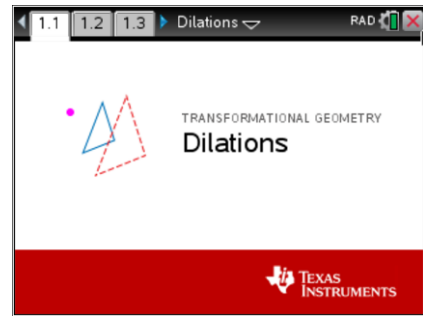 1.1 1.2 1.3 Dilations RAD
TRANSFORMATIONAL GEOMETRY
Dilations
TEXAS
INSTRUMENTS